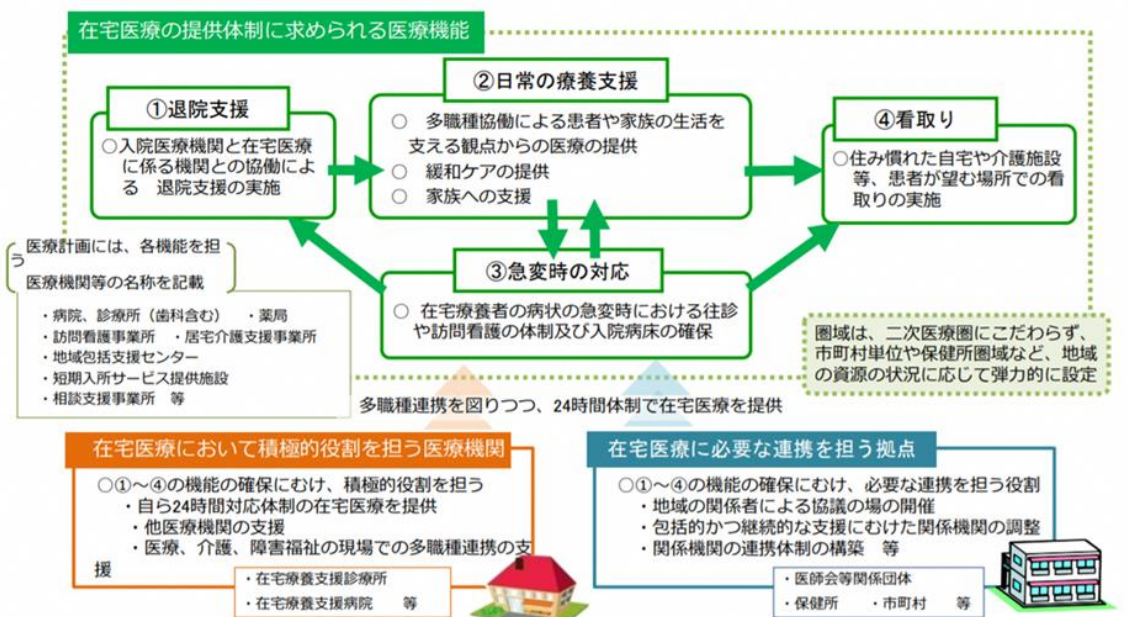 在宅医療の提供体制に求められる医療機能
①退院支援
○入院医療機関と在宅医療
に係る機関との協働によ
る 退院支援の実施
②日常の療養支援
○ 多職種協働による患者や家族の生活を
支える観点からの医療の提供
○ 緩和ケアの提供
○ 家族への支援
④看取り
○住み慣れた自宅や介護施設
等、患者が望む場所での看
取りの実施
③急変時の対応
○ 在宅療養者の病状の急変時における往診
や訪問看護の体制及び入院病床の確保
医療計画には、各機能を担
う
医療機関等の名称を記載
・病院、診療所（歯科含む） ・薬局
・訪問看護事業所 ・居宅介護支援事業所
・地域包括支援センター
・短期入所サービス提供施設
・相談支援事業所 等
圏域は、二次医療圏にこだわらず、
市町村単位や保健所圏域など、地域
の資源の状況に応じて弾力的に設定
多職種連携を図りつつ、24時間体制で在宅医療を提供
在宅医療において積極的役割を担う医療機関
○①～④の機能の確保にむけ、積極的役割を担う
・自ら24時間対応体制の在宅医療を提供
・他医療機関の支援
・医療、介護、障害福祉の現場での多職種連携の支
援
・在宅療養支援診療所
・在宅療養支援病院 等
在宅医療に必要な連携を担う拠点
○①～④の機能の確保にむけ、必要な連携を担う役割
・地域の関係者による協議の場の開催
・包括的かつ継続的な支援にむけた関係機関の調整
・関係機関の連携体制の構築 等
・医師会等関係団体
・保健所 ・市町村 等